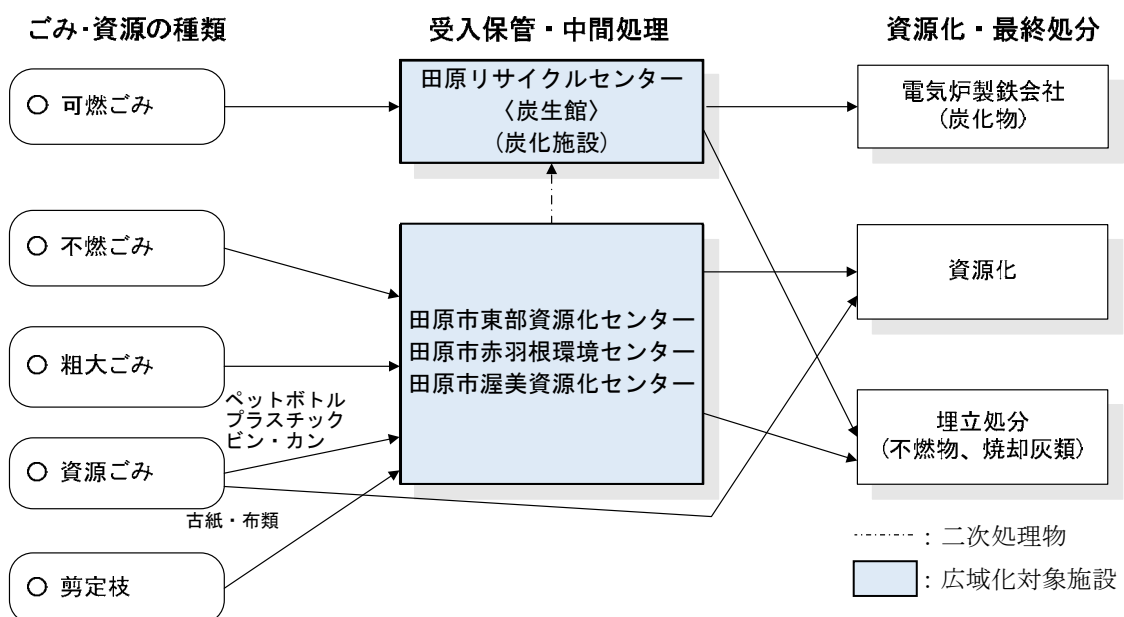 ごみ・資源の種類
受入保管・中間処理
資源化・最終処分
○ 可燃ごみ
田原リサイクルセンター
〈炭生館〉
(炭化施設)
電気炉製鉄会社
(炭化物)
○ 不燃ごみ
資源化
田原市東部資源化センター
田原市赤羽根環境センター
田原市渥美資源化センター
○ 粗大ごみ
ペットボトル
プラスチック
ビン・カン
埋立処分
(不燃物、焼却灰類)
○ 資源ごみ
古紙・布類
○ 剪定枝
：二次処理物
：広域化対象施設